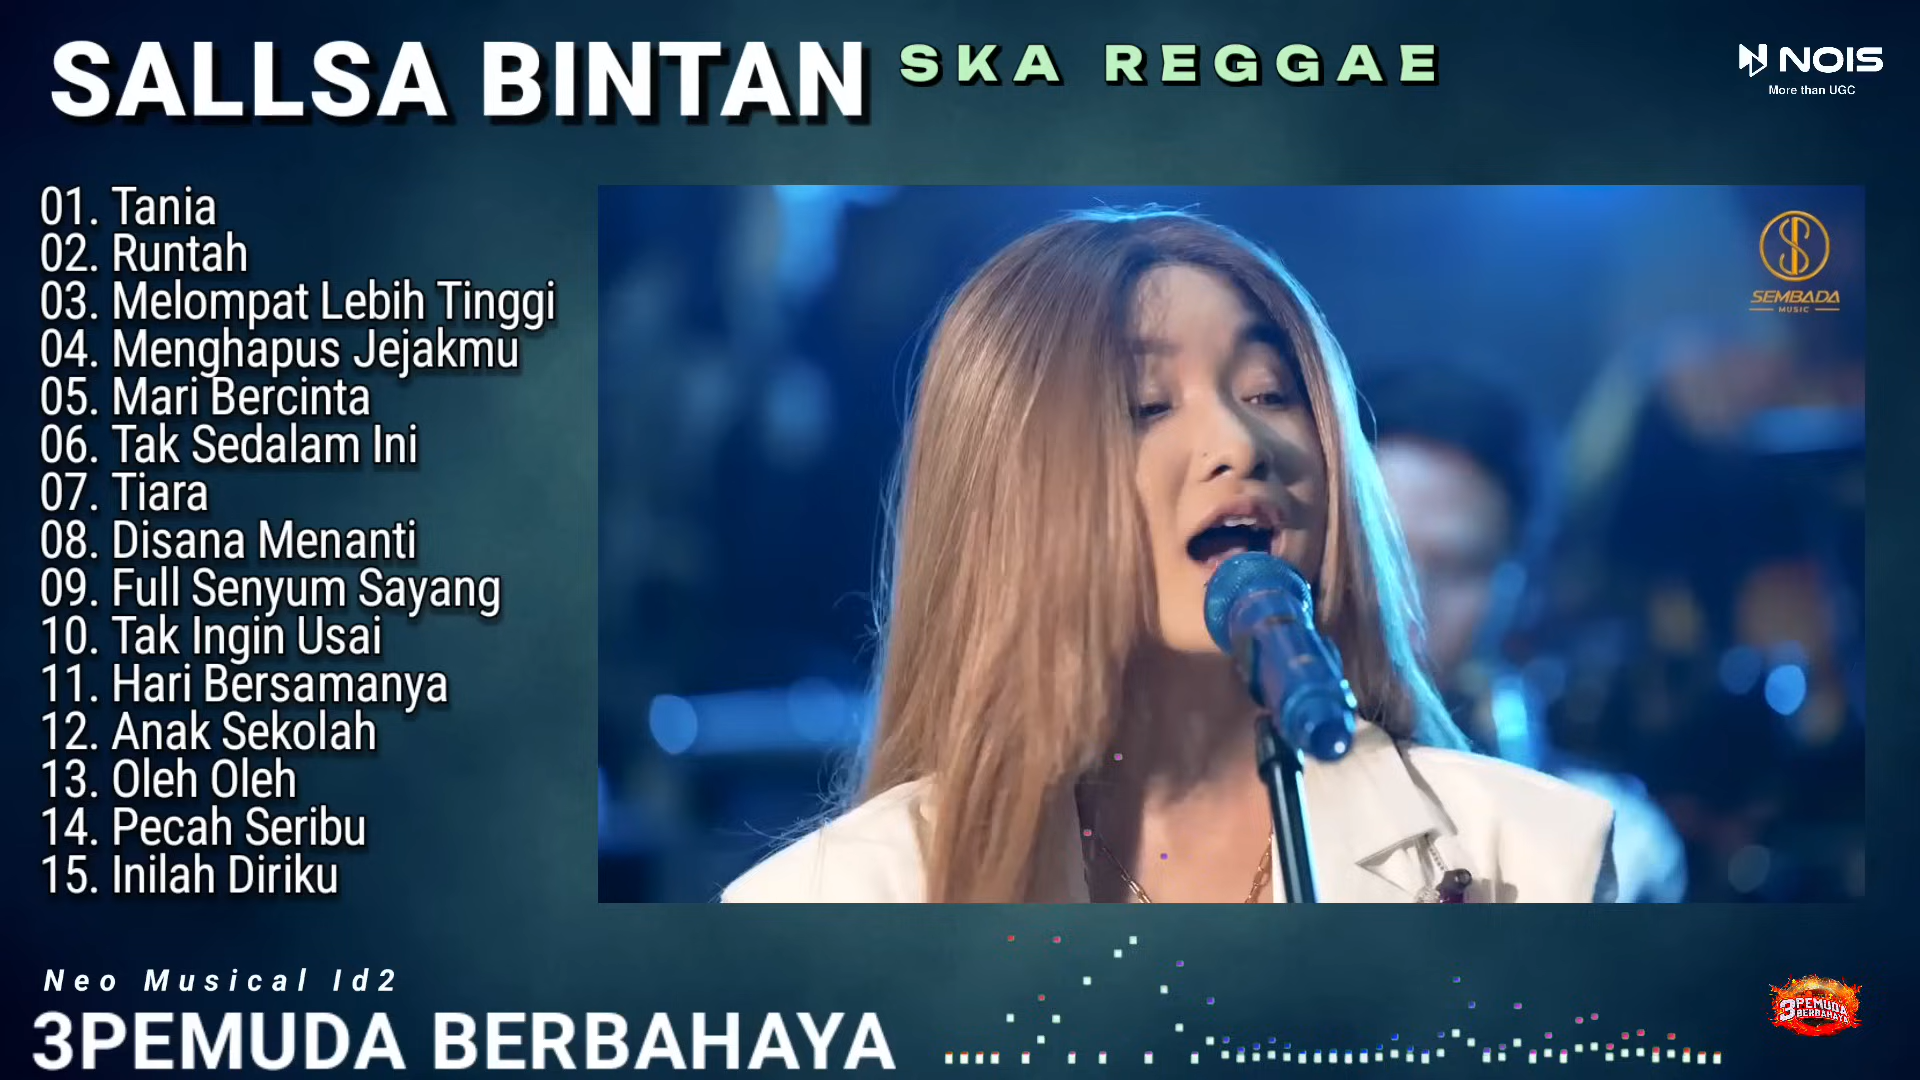 SALLSA BINTAN
SKA REGGAE
NOIS
More than UGC
01. Tania
02. Runtah
03. Melompat Lebih Tinggi
04. Menghapus Jejakmu
05. Mari Bercinta
06. Tak Sedalam Ini
07. Tiara
08. Disana Menanti
09. Full Senyum Sayang
10. Tak Ingin Usai
11. Hari Bersamanya
12. Anak Sekolah
13. Oleh Oleh
14. Pecah Seribu
15. Inilah Diriku
SEMBADA
MUSIC
Neo Musical Id2
3PEMUDA BERBAHAYA
3PEMUDA
BERBAHAYA